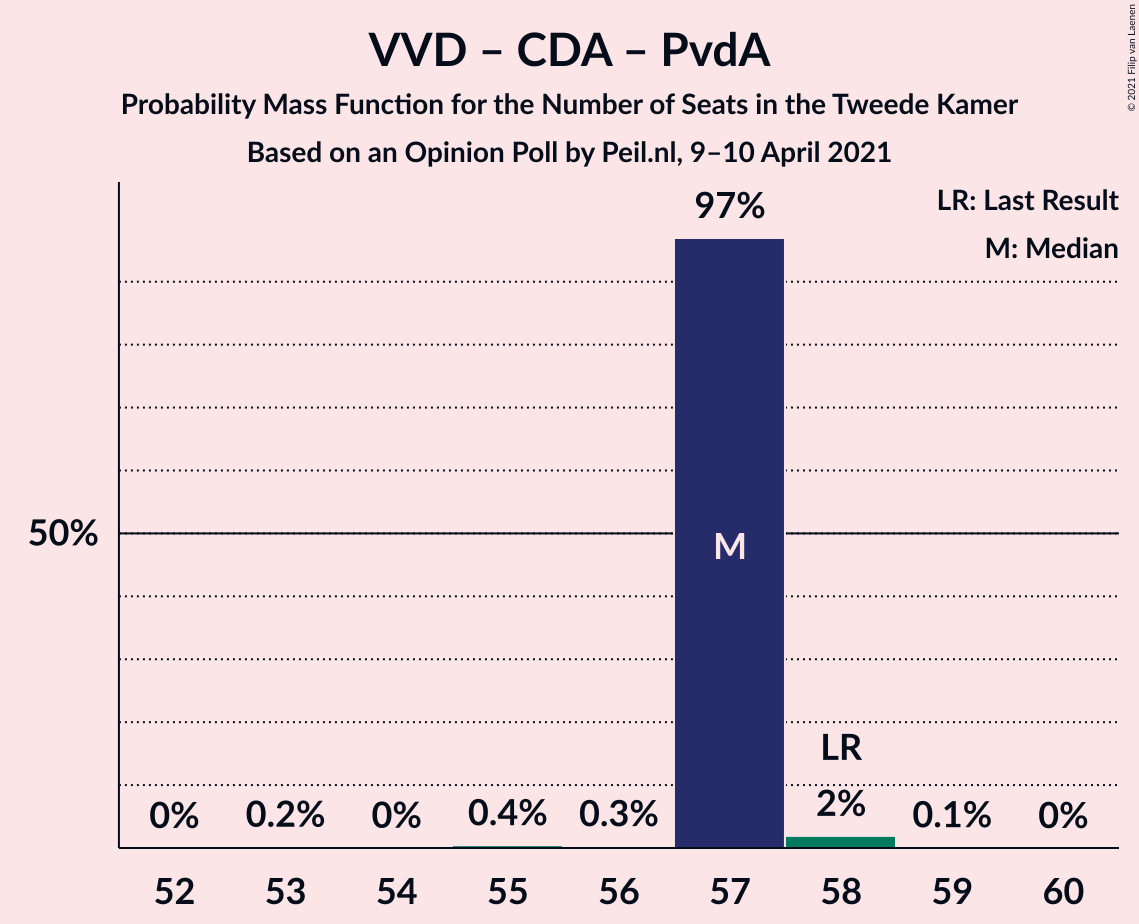 VVD – CDA – PvdA
Probability Mass Function for the Number of Seats in the Tweede Kamer
Based on an Opinion Poll by Peil.nl, 9–10 April 2021
© 2021 Filip van Laenen
LR: Last Result
M: Median
97%
50%
M
LR
0% 0.2% 0% 0.4% 0.3% 2% 0.1% 0%
52 53 54 55 56 57 58 59 60